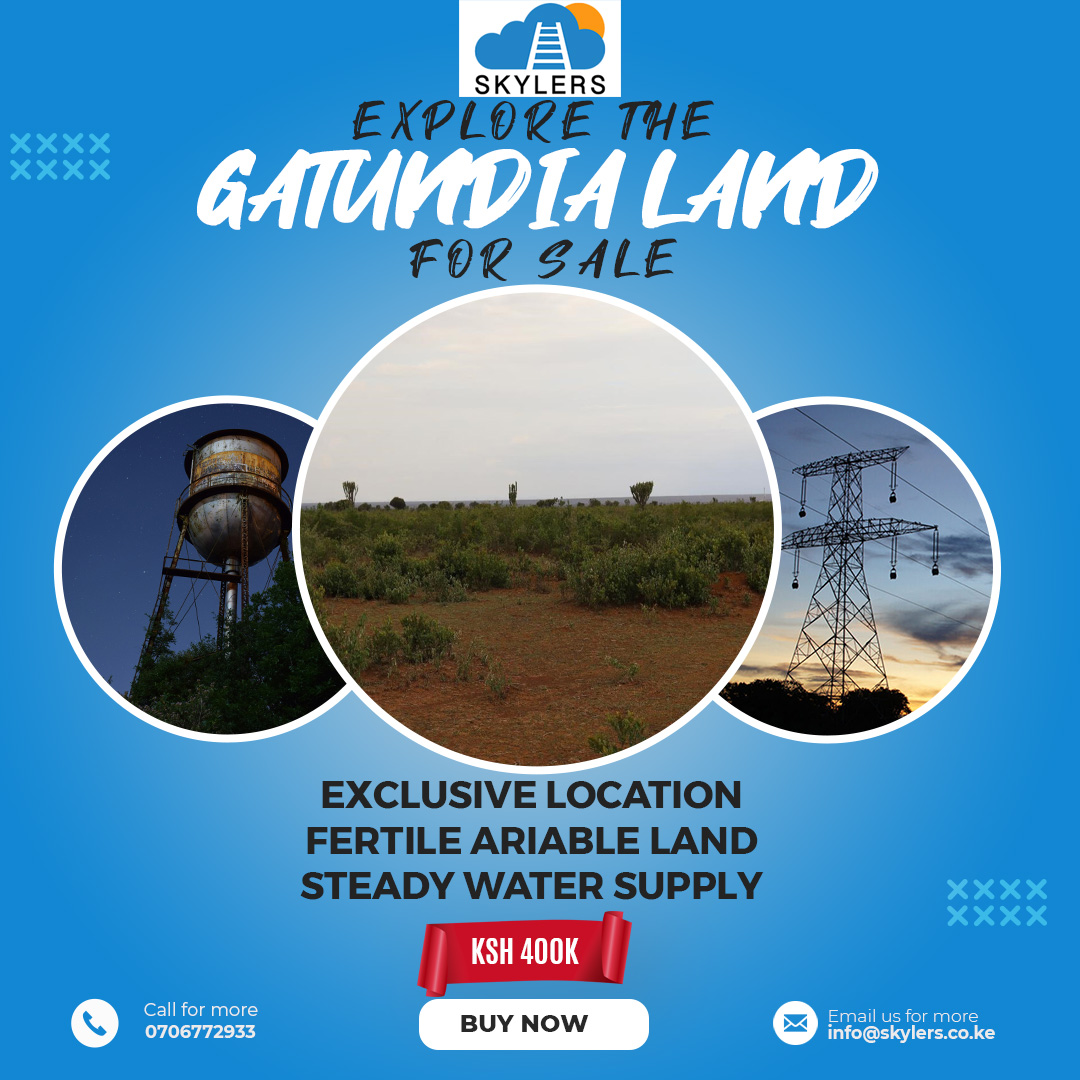 SKYLERS
EXPLORE THE
GATUNDIA LAND
FOR SALE
EXCLUSIVE LOCATION
FERTILE ARIABLE LAND
STEADY WATER SUPPLY
KSH 400K
BUY NOW
Call for more
0706772933
Email us for more
info@skylers.co.ke